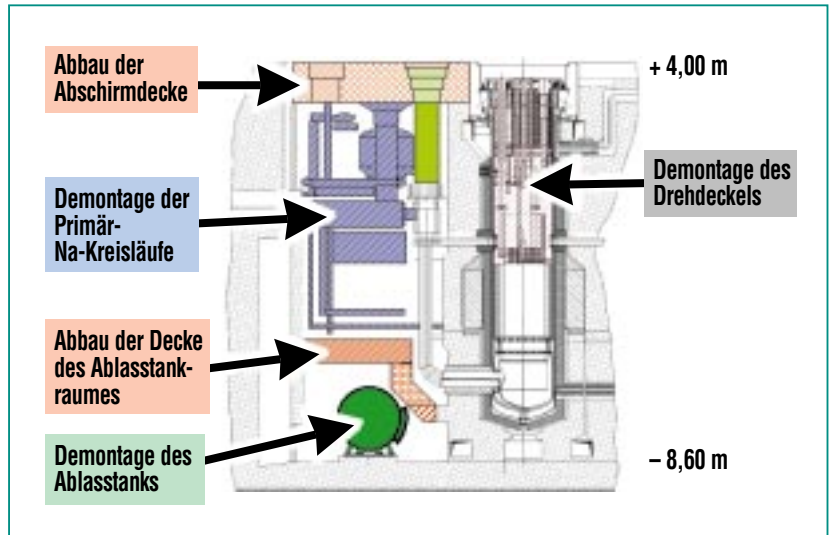 Abbau der
Abschirmdecke
+ 4,00 m
Demontage des
Drehdeckels
Demontage der
Primär-
Na-Kreisläufe
Abbau der Decke
des Ablasstank-
raumes
Demontage des
Ablasstanks
– 8,60 m